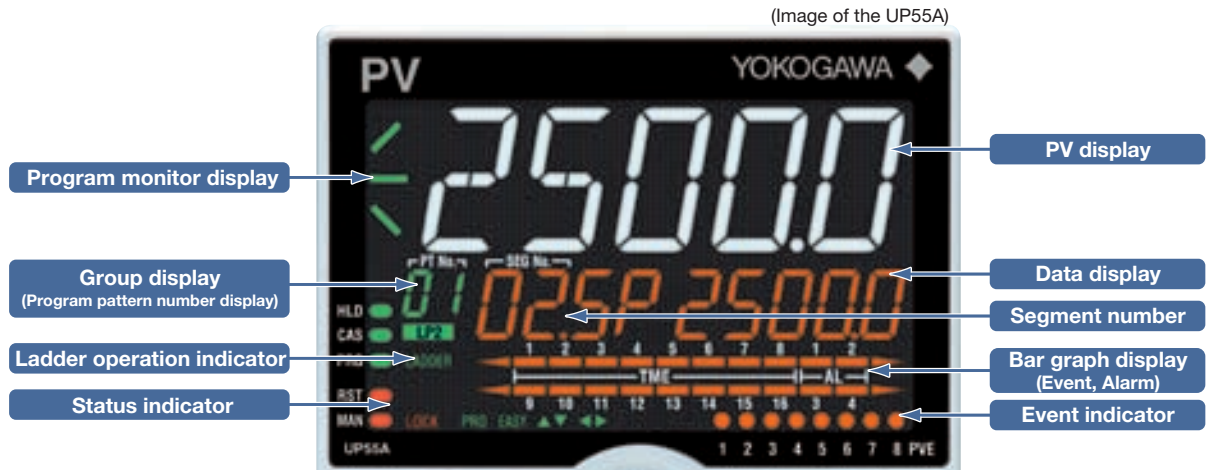 (Image of the UP55A)
PV
YOKOGAWA
2500.0
PV display
Program monitor display
PT No. SEG No.
Group display
(Program pattern number display)
01 02.SP 2500.0
Data display
HLD
Segment number
CAS LP2
Ladder operation indicator
PRG LADDER
1 2 3 4 5 6 7 8 1 2
Bar graph display
(Event, Alarm)
TME AL
Status indicator
RST
9 10 11 12 13 14 15 16 3 4
Event indicator
MAN LOCK PRO EASY ▲▼ ◀▶
UP55A
1 2 3 4 5 6 7 8 PVE